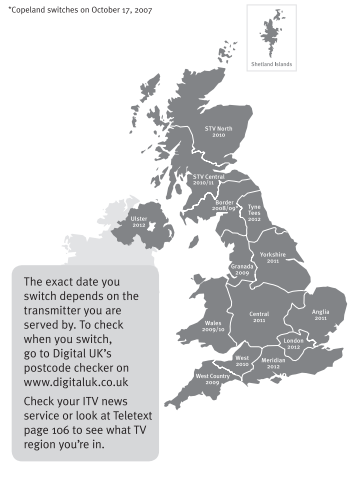 *Copeland switches on October 17, 2007
Shetland Islands
STV North
2010
STV Central
2010/11
Border
2008/09*
Tyne
Tees
2012
Ulster
2012
Yorkshire
2011
Granada
2009
Wales
2009/10
Central
2011
Anglia
2011
London
2012
West
2010
Meridian
2012
West Country
2009
The exact date you
switch depends on the
transmitter you are
served by. To check
when you switch,
go to Digital UK's
postcode checker on
www.digitaluk.co.uk
Check your ITV news
service or look at Teletext
page 106 to see what TV
region you're in.